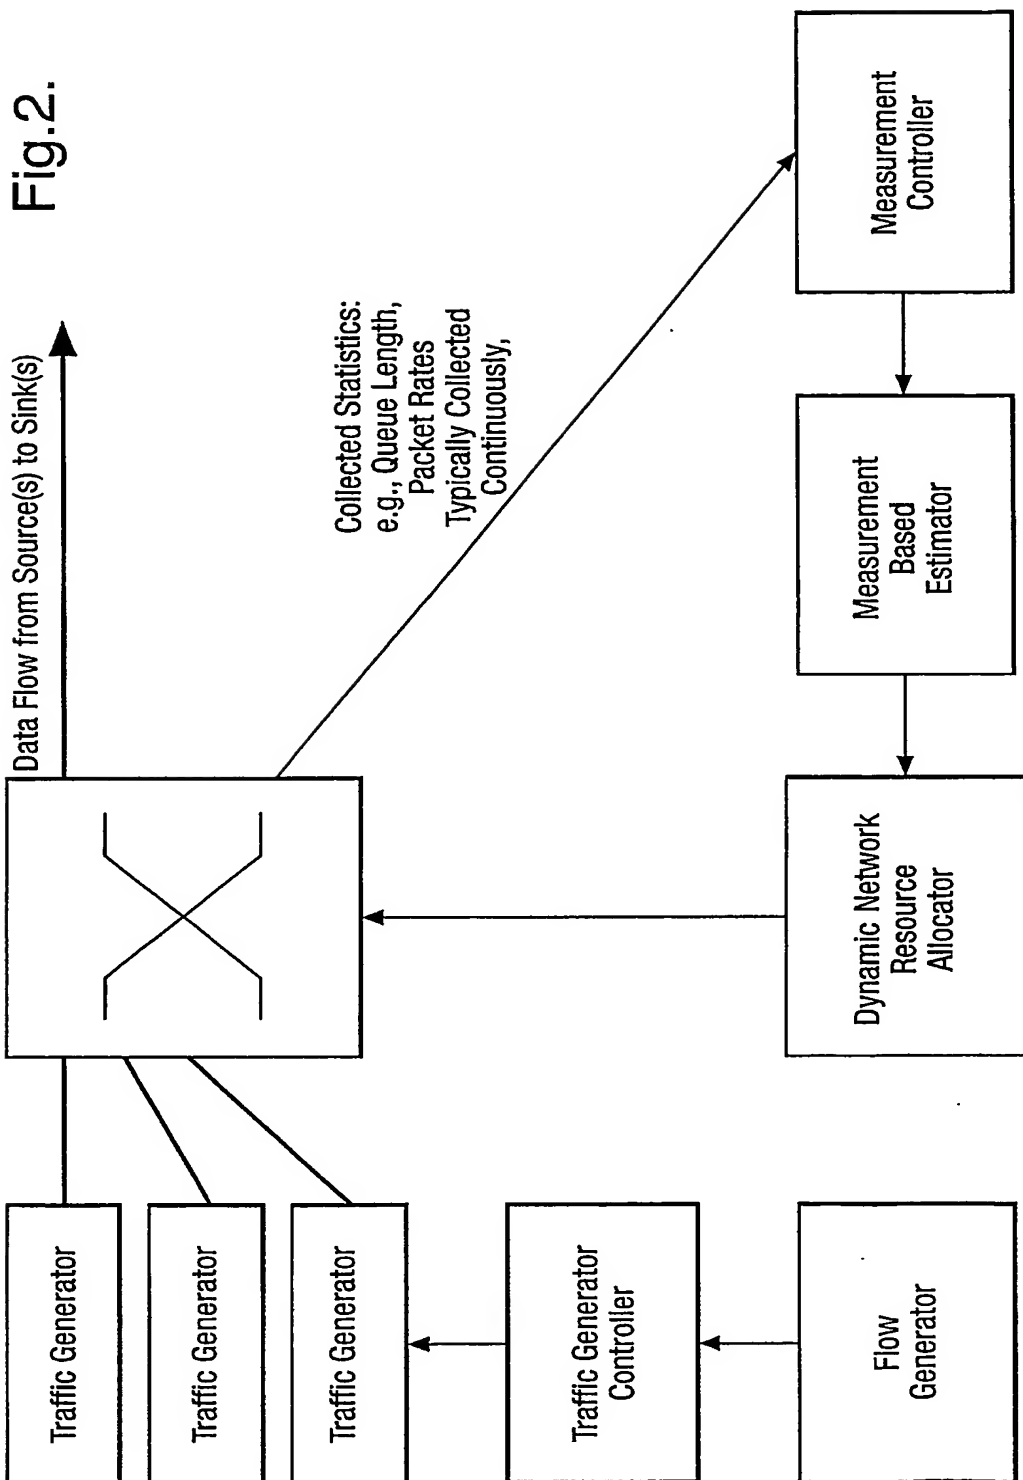 Fig.2.
Data Flow from Source(s) to Sink(s)
Collected Statistics:
e.g., Queue Length,
Packet Rates
Typically Collected
Continuously,
Traffic Generator
Traffic Generator
Traffic Generator
Traffic Generator
Controller
Flow
Generator
Dynamic Network
Resource
Allocator
Measurement
Based
Estimator
Measurement
Controller